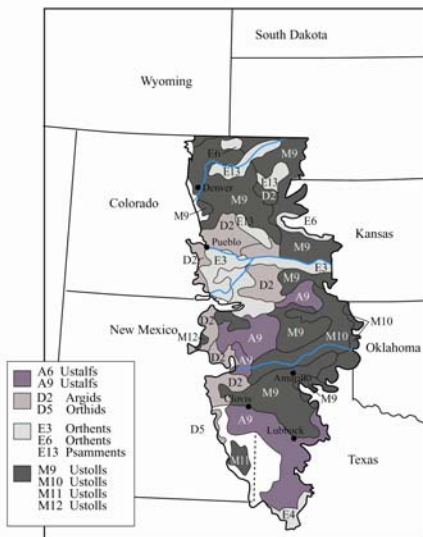 South Dakota
Wyoming
E6
M9
E13
E13
Denver
D2
Colorado
M9
M9
E6
D2
E13
Kansas
Pueblo
M9
D2
E3
E3
D2
M9
A9
D2
M10
New Mexico
M9
M12
A9
M10
Oklahoma
D2
A9
Amarillo
D2
M9
M9
Clovis
D5
A9
Lubbock
M11
Texas
E4
A6 Ustalfs
A9 Ustalfs
D2 Argids
D5 Orthids
E3 Orthents
E6 Orthents
E13 Psamments
M9 Ustolls
M10 Ustolls
M11 Ustolls
M12 Ustolls